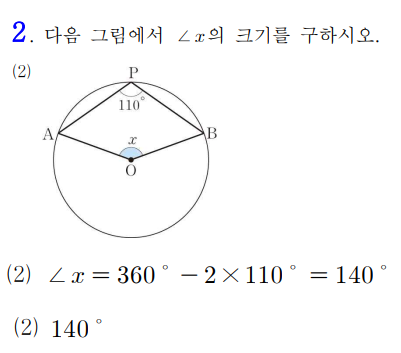 2. 다음 그림에서 ∠x의 크기를 구하시오.
(2)
P
110°
A
B
x
O
(2) ∠x = 360° − 2×110° = 140°
(2) 140°